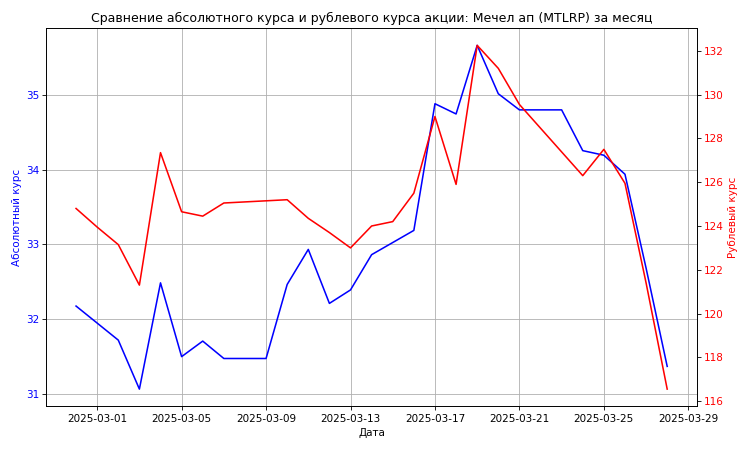 Сравнение абсолютного курса и рублевого курса акции: Мечел ап (MTLRP) за месяц
Абсолютный курс
35
34
33
32
31
132
130
128
126
124
122
120
118
116
Рублевый курс
2025-03-01 2025-03-05 2025-03-09 2025-03-13 2025-03-17 2025-03-21 2025-03-25 2025-03-29
Дата